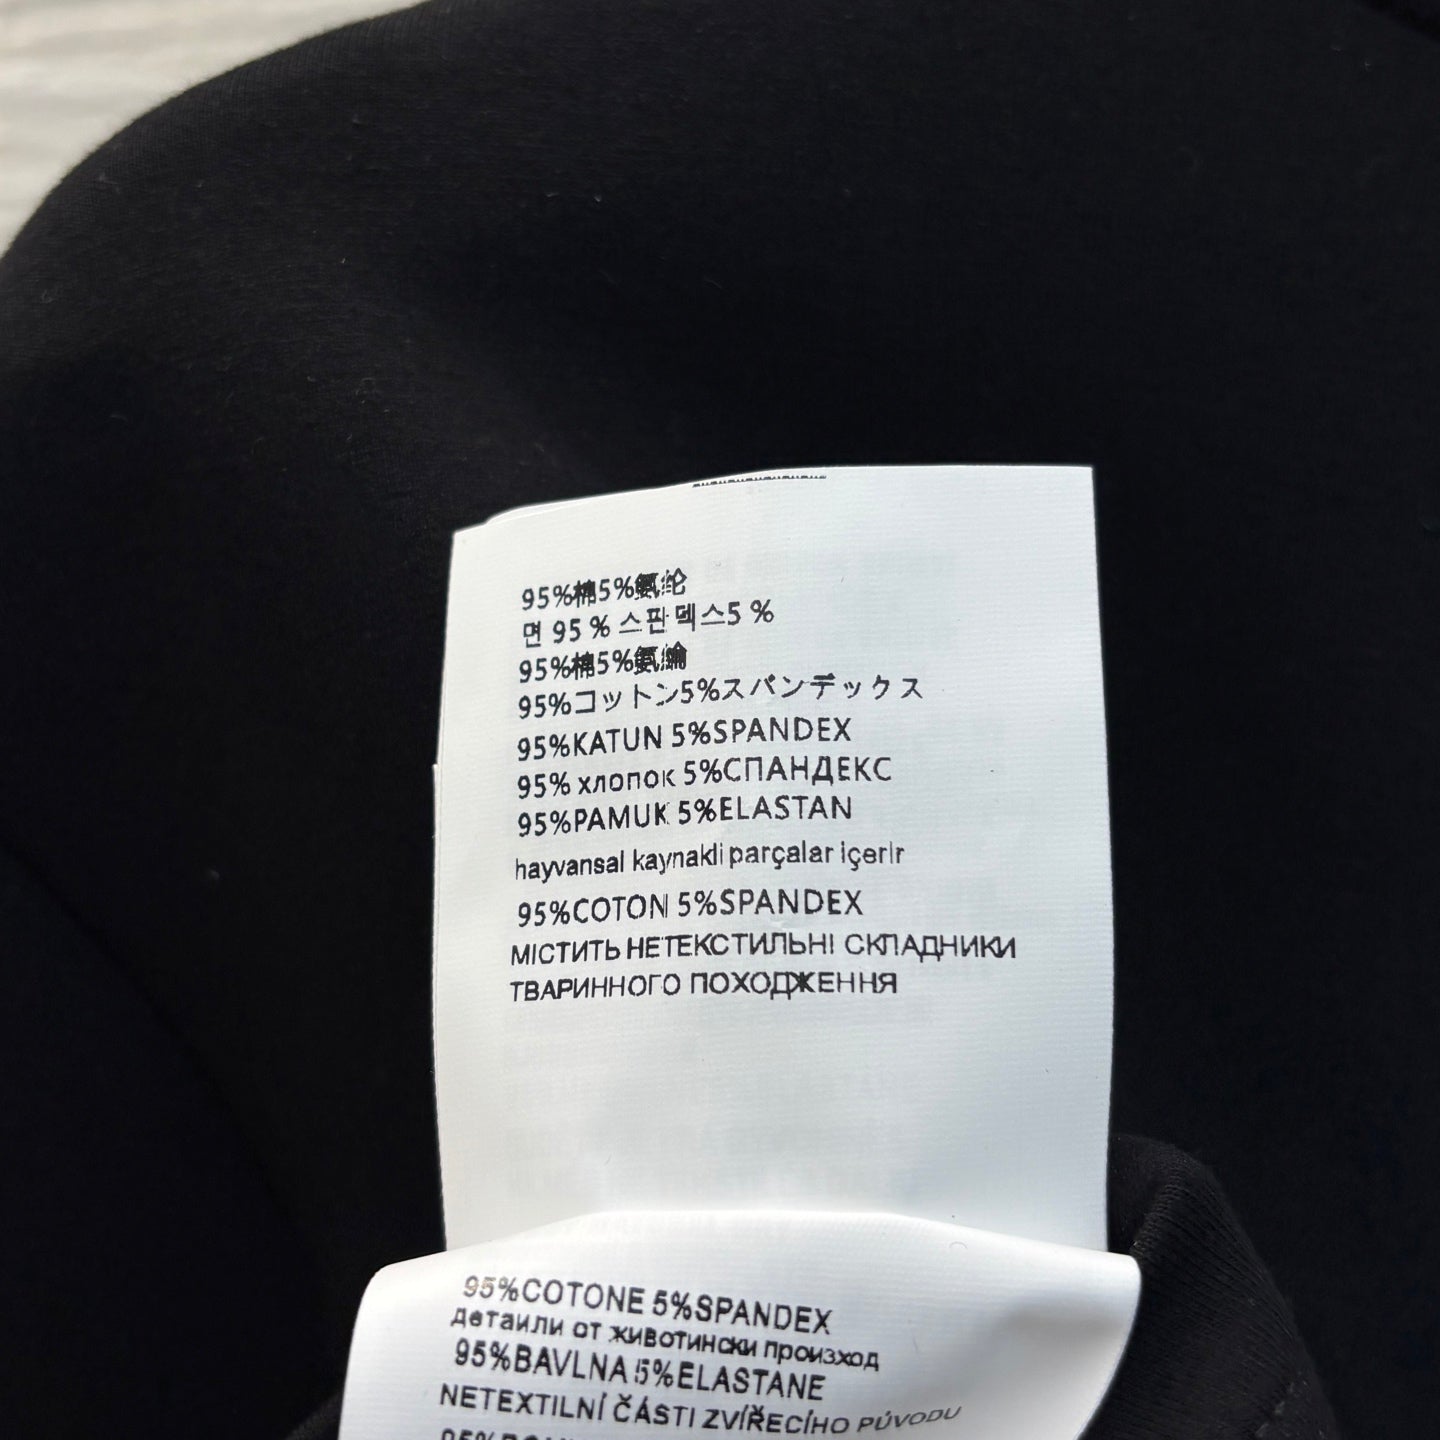 95%棉5%氨纶
면 95 % 스판덱스5 %
95%棉5%氨綸
95%コットン5%スパンデックス
95%KATUN 5%SPANDEX
95% хлопок 5%СПАНДЕКС
95%PAMUK 5%ELASTAN
hayvansal kaynakli parçalar içerir
95%COTON 5%SPANDEX
МІСТИТЬ НЕТЕКСТИЛЬНІ СКЛАДНИКИ
ТВАРИННОГО ПОХОДЖЕННЯ
95%COTONE 5%SPANDEX
детаили от животински произход
95%BAVLNA 5%ELASTANE
NETEXTILNÍ ČÁSTI ZVÍŘECÍHO PŮVODU